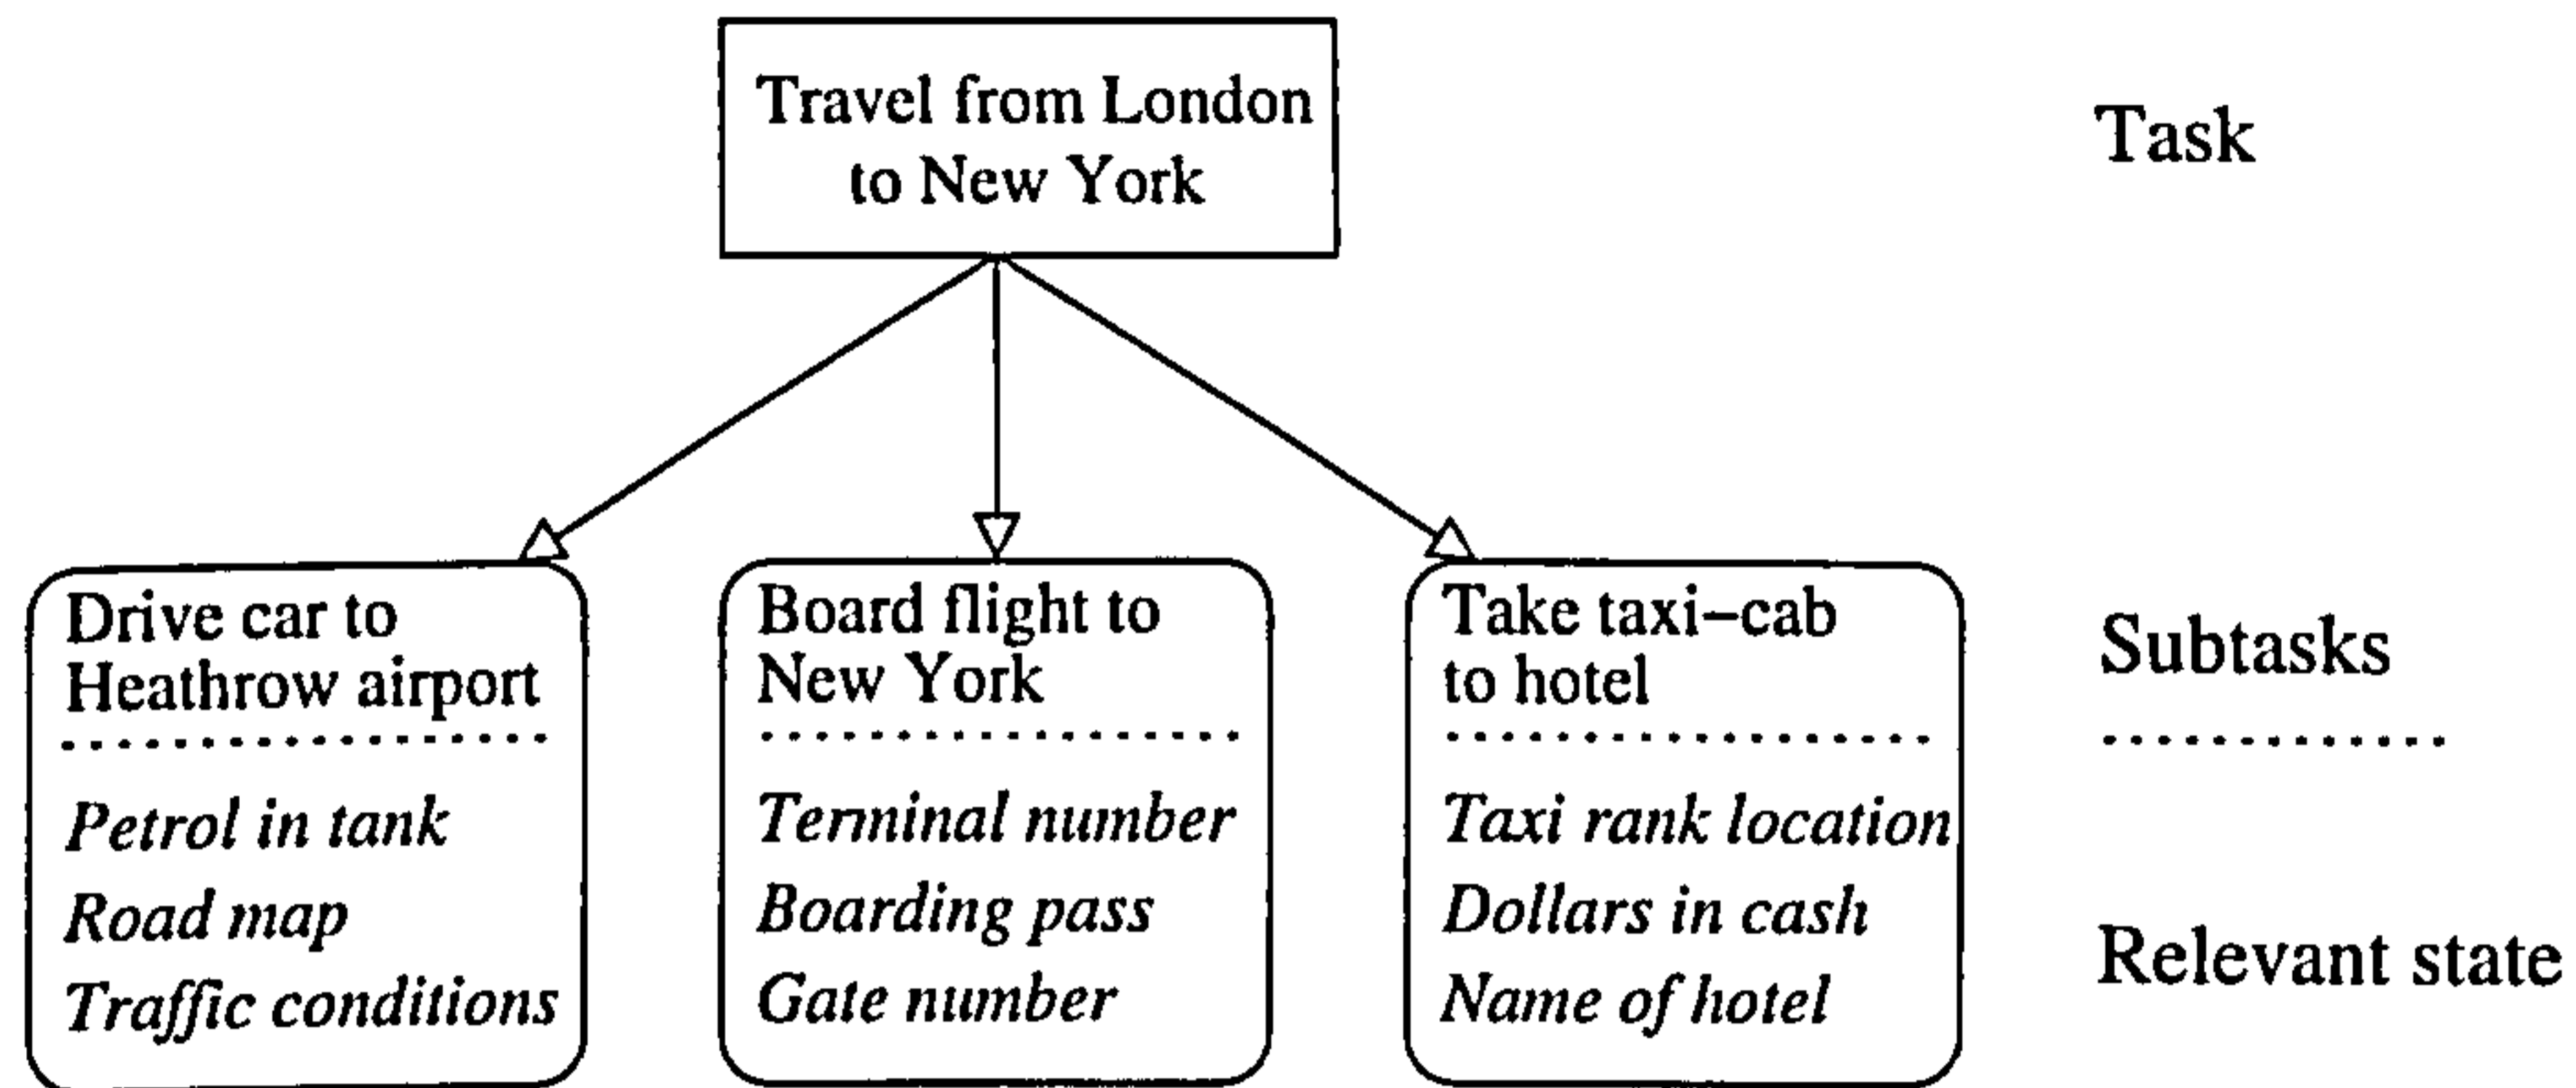 Travel from London
to New York
Task
Drive car to
Heathrow airport
Petrol in tank
Road map
Traffic conditions
Board flight to
New York
Terminal number
Boarding pass
Gate number
Take taxi–cab
to hotel
Taxi rank location
Dollars in cash
Name of hotel
Subtasks
Relevant state